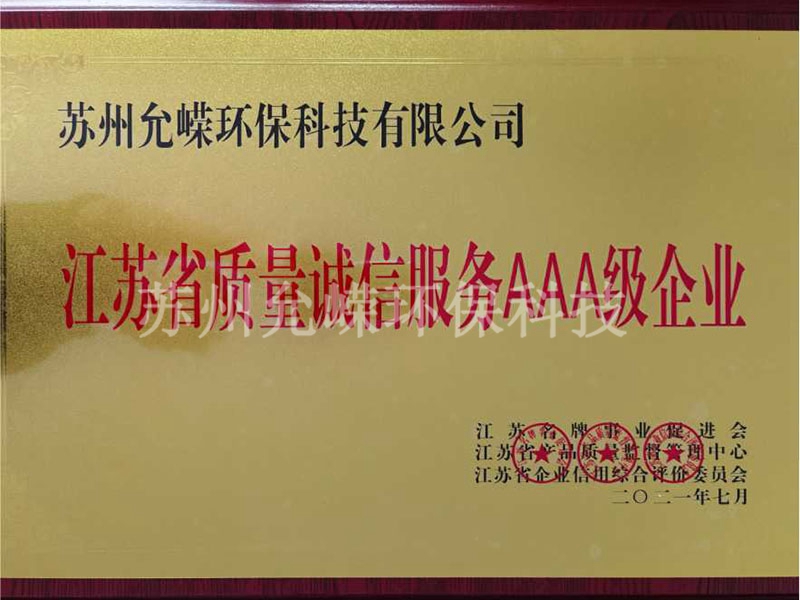 苏州允嵘环保科技有限公司
江苏省质量诚信服务AAA级企业
苏州允嵘环保科技
江苏名牌事业促进会
江苏省产品质量监督管理中心
江苏省企业信用综合评价委员会
二〇二一年七月